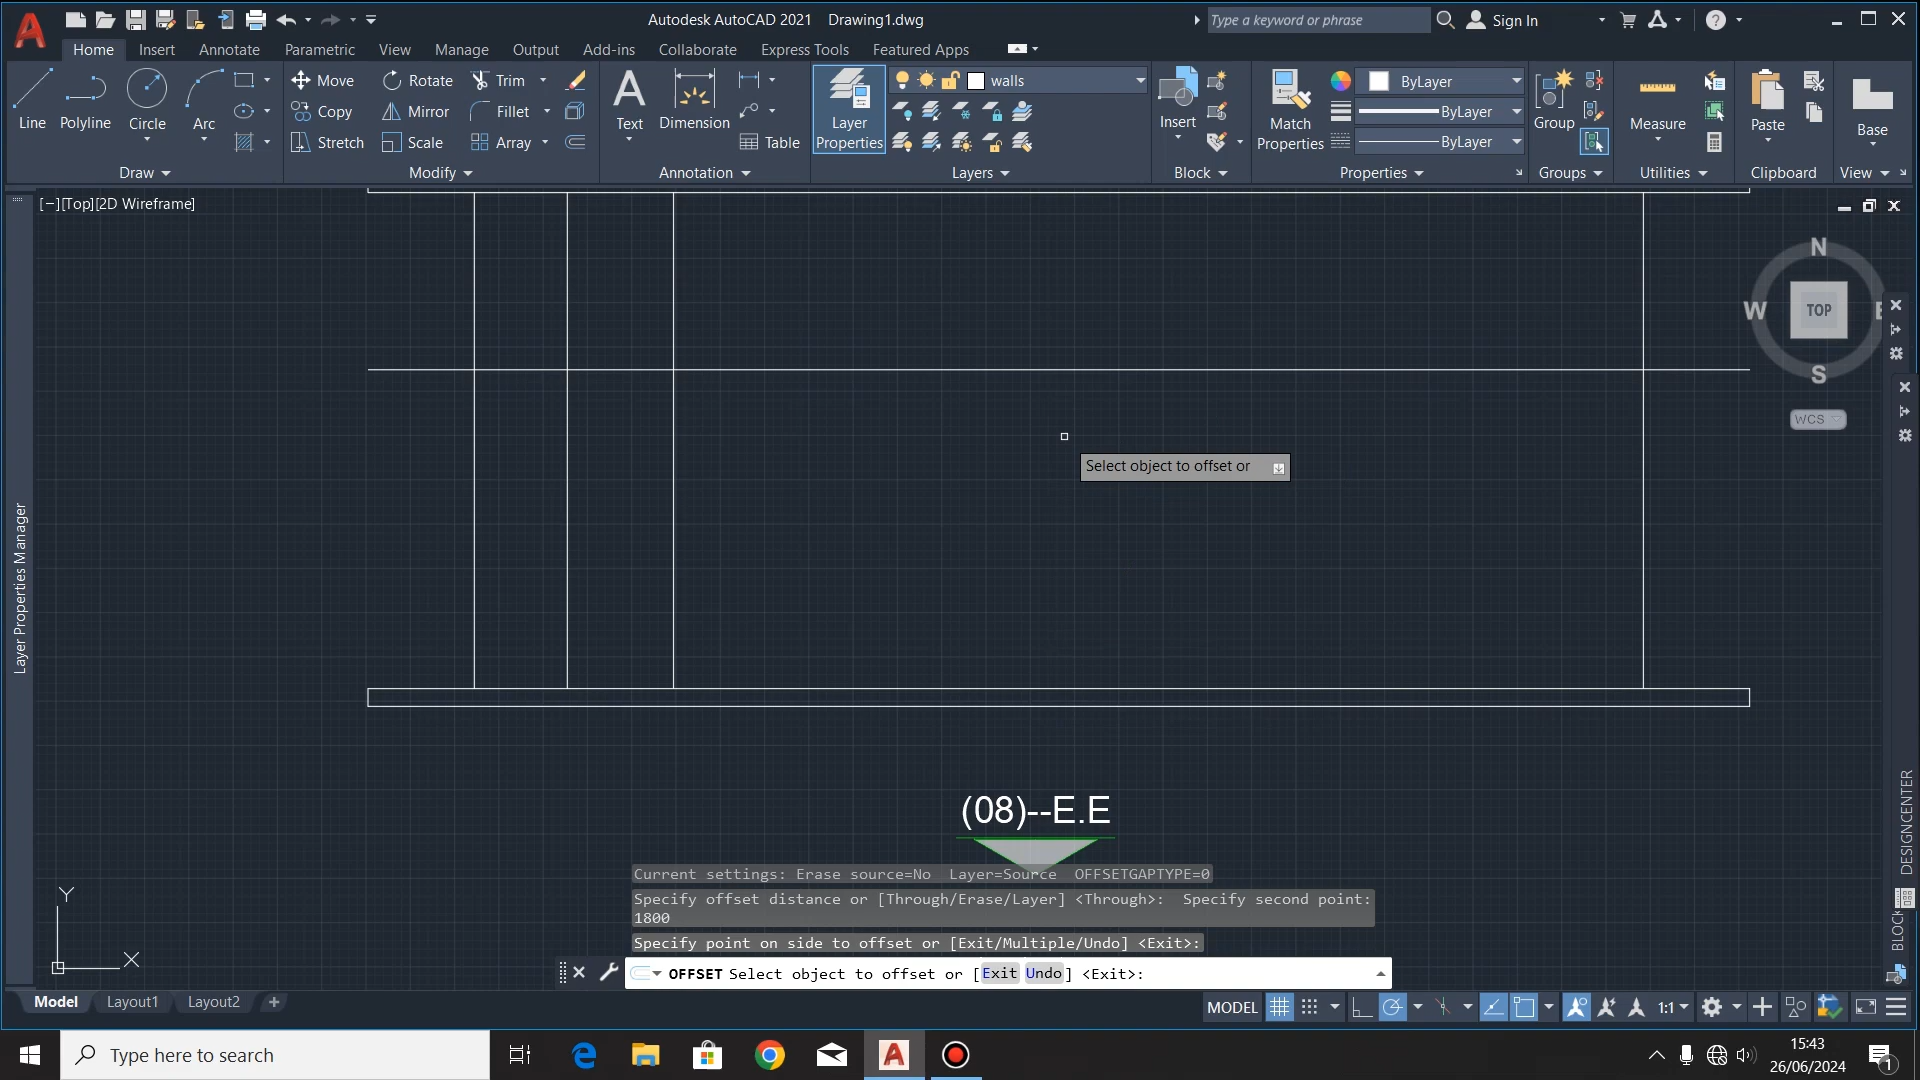 Autodesk AutoCAD 2021 Drawing1.dwg
Type a keyword or phrase
Sign In
Home Insert Annotate Parametric View Manage Output Add-ins Collaborate Express Tools Featured Apps
Move Rotate Trim walls ByLayer
Line Polyline Circle Arc Copy Mirror Fillet Text Dimension Layer Properties Insert Match Properties ByLayer Group Measure Paste Base
Stretch Scale Array Table ByLayer
Draw Modify Annotation Layers Block Properties Groups Utilities Clipboard View
[−][Top][2D Wireframe]
N
W TOP E
S
WCS
Select object to offset or
Layer Properties Manager
(08)--E.E
DESIGNCENTER
BLOCK
Current settings: Erase source=No Layer=Source OFFSETGAPTYPE=0
Specify offset distance or [Through/Erase/Layer] <Through>: Specify second point:
1800
Specify point on side to offset or [Exit/Multiple/Undo] <Exit>:
OFFSET Select object to offset or [Exit Undo] <Exit>:
Y
X
Model Layout1 Layout2
MODEL 1:1
Type here to search
15:43
26/06/2024
1